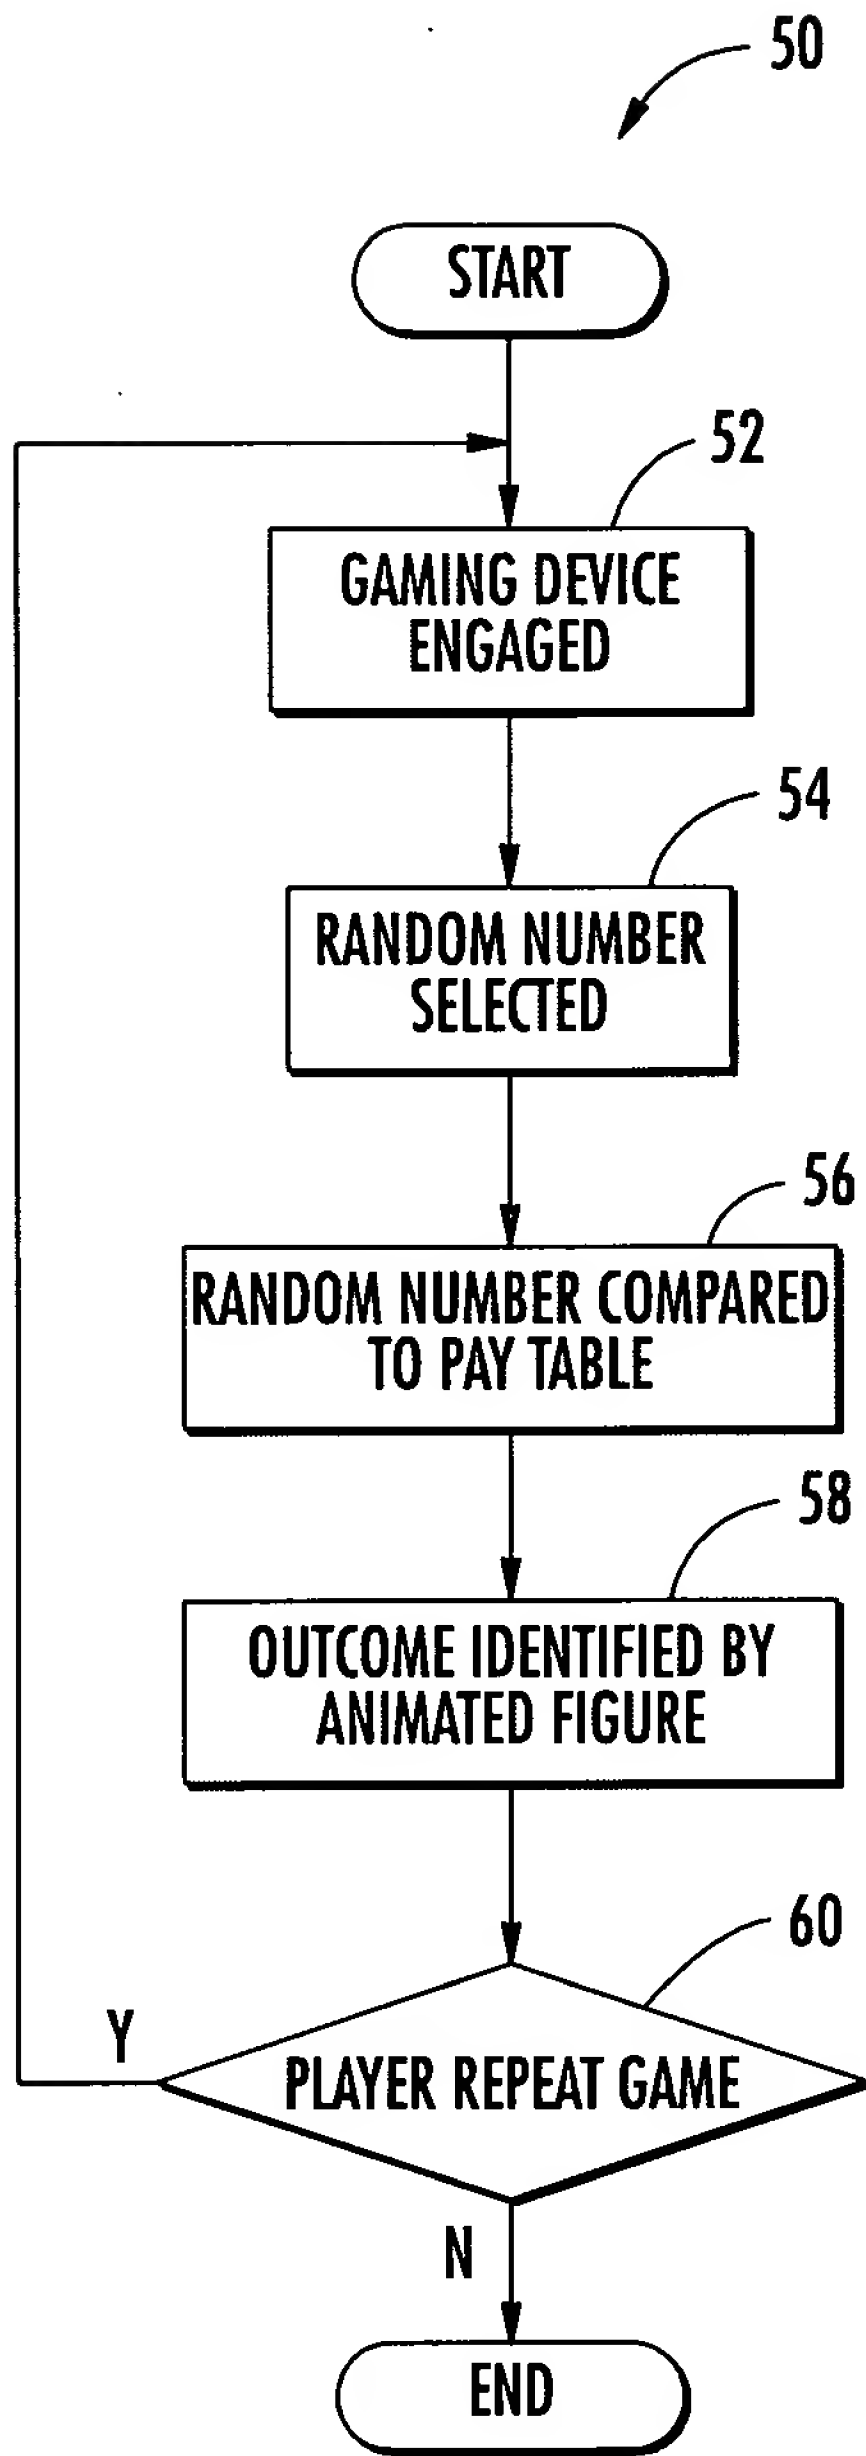 50
START
52
GAMING DEVICE
ENGAGED
54
RANDOM NUMBER
SELECTED
56
RANDOM NUMBER COMPARED
TO PAY TABLE
58
OUTCOME IDENTIFIED BY
ANIMATED FIGURE
60
Y
PLAYER REPEAT GAME
N
END